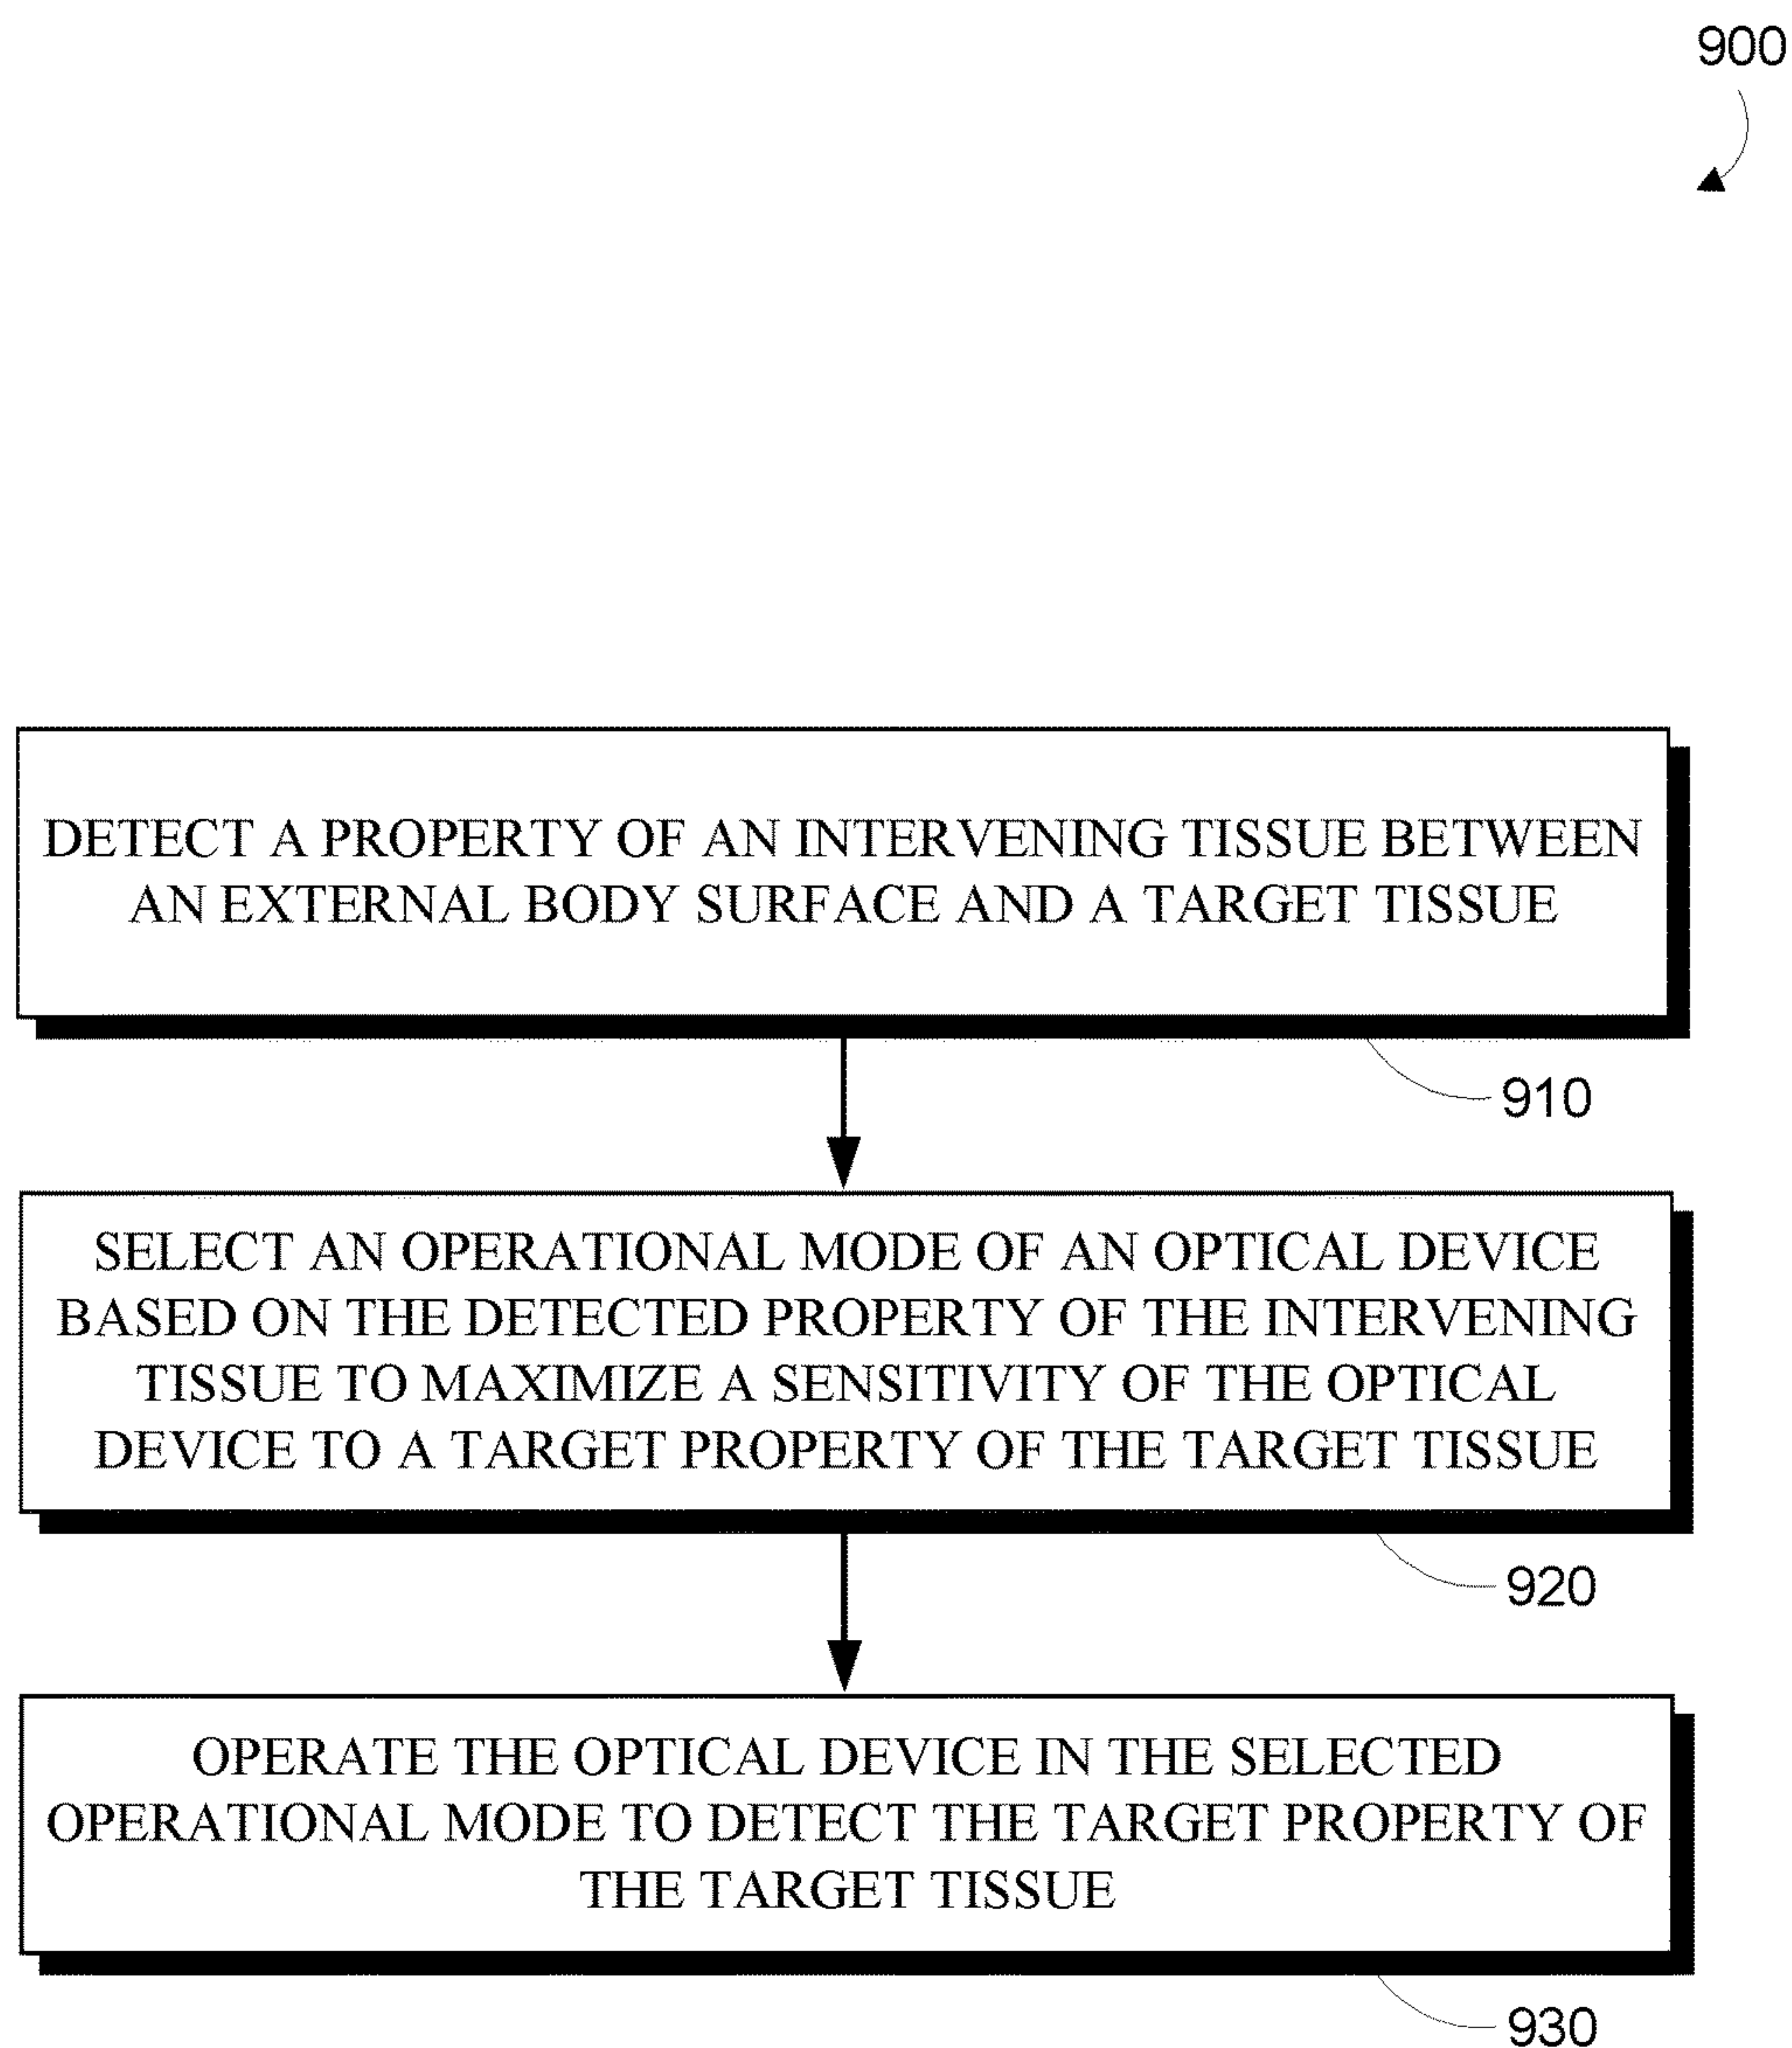 900
DETECT A PROPERTY OF AN INTERVENING TISSUE BETWEEN
AN EXTERNAL BODY SURFACE AND A TARGET TISSUE
910
SELECT AN OPERATIONAL MODE OF AN OPTICAL DEVICE
BASED ON THE DETECTED PROPERTY OF THE INTERVENING
TISSUE TO MAXIMIZE A SENSITIVITY OF THE OPTICAL
DEVICE TO A TARGET PROPERTY OF THE TARGET TISSUE
920
OPERATE THE OPTICAL DEVICE IN THE SELECTED
OPERATIONAL MODE TO DETECT THE TARGET PROPERTY OF
THE TARGET TISSUE
930